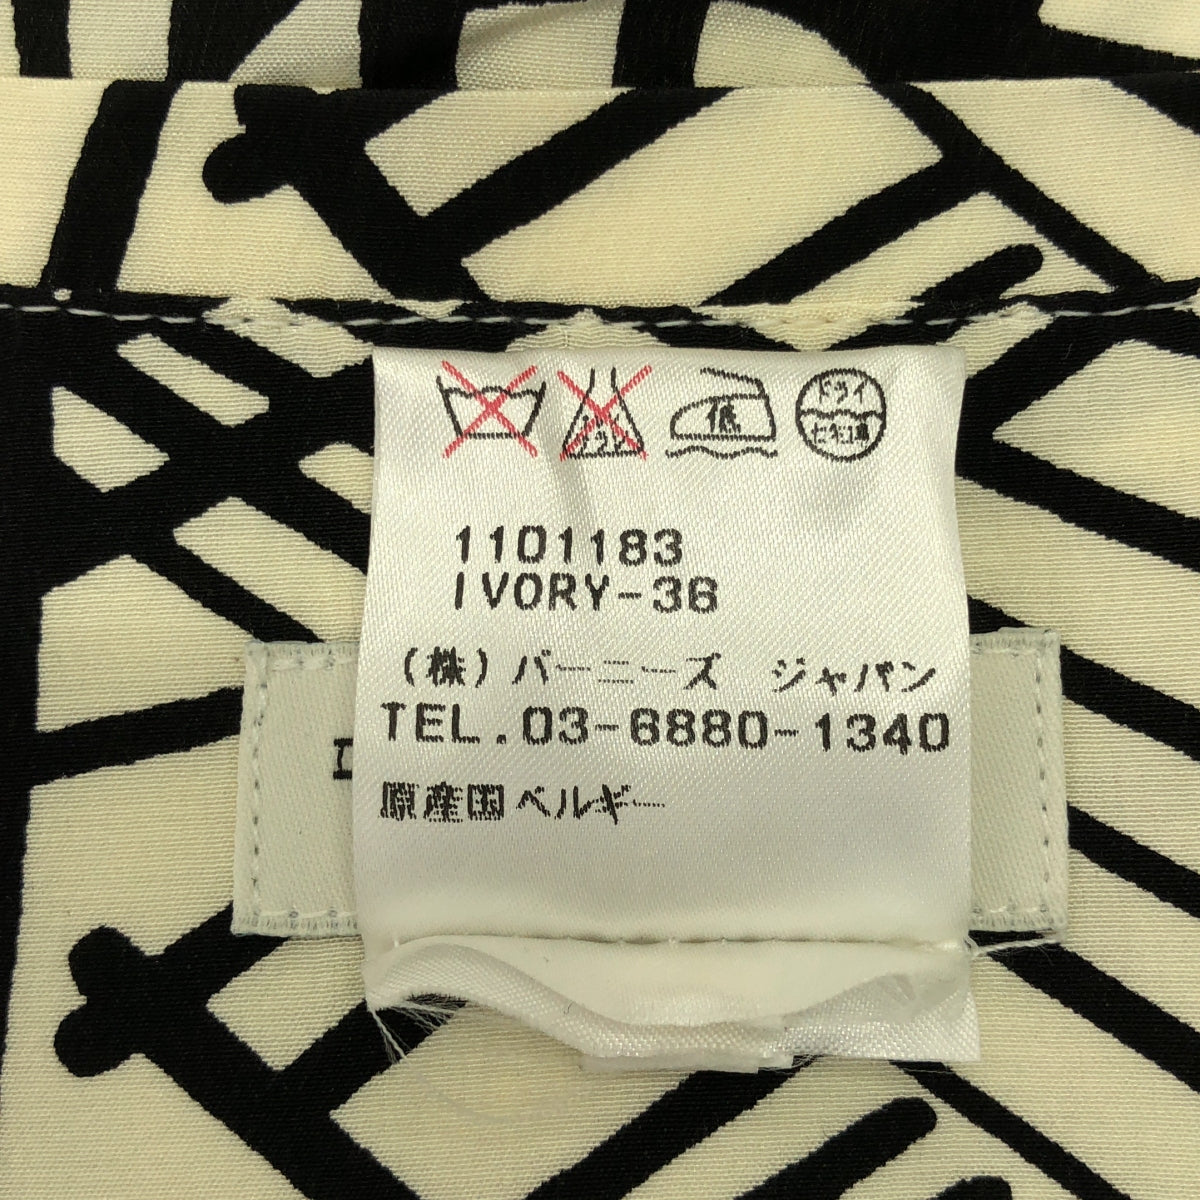 低 ドライ
セキユ系
1101183
IVORY-36
(株)バーニーズ ジャパン
TEL.03-6880-1340
原産国ベルギー